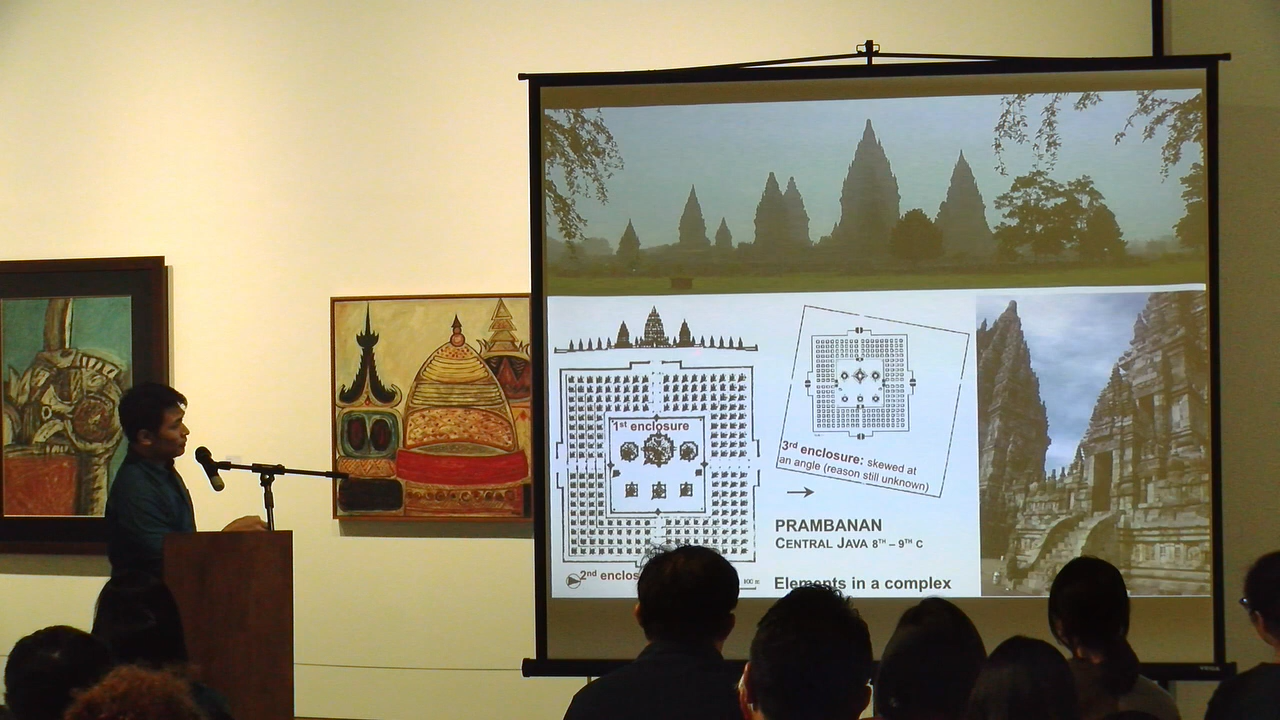 1st enclosure
2nd enclos
3rd enclosure: skewed at
an angle (reason still unknown)
PRAMBANAN
CENTRAL JAVA 8TH – 9TH C
100 m
Elements in a complex